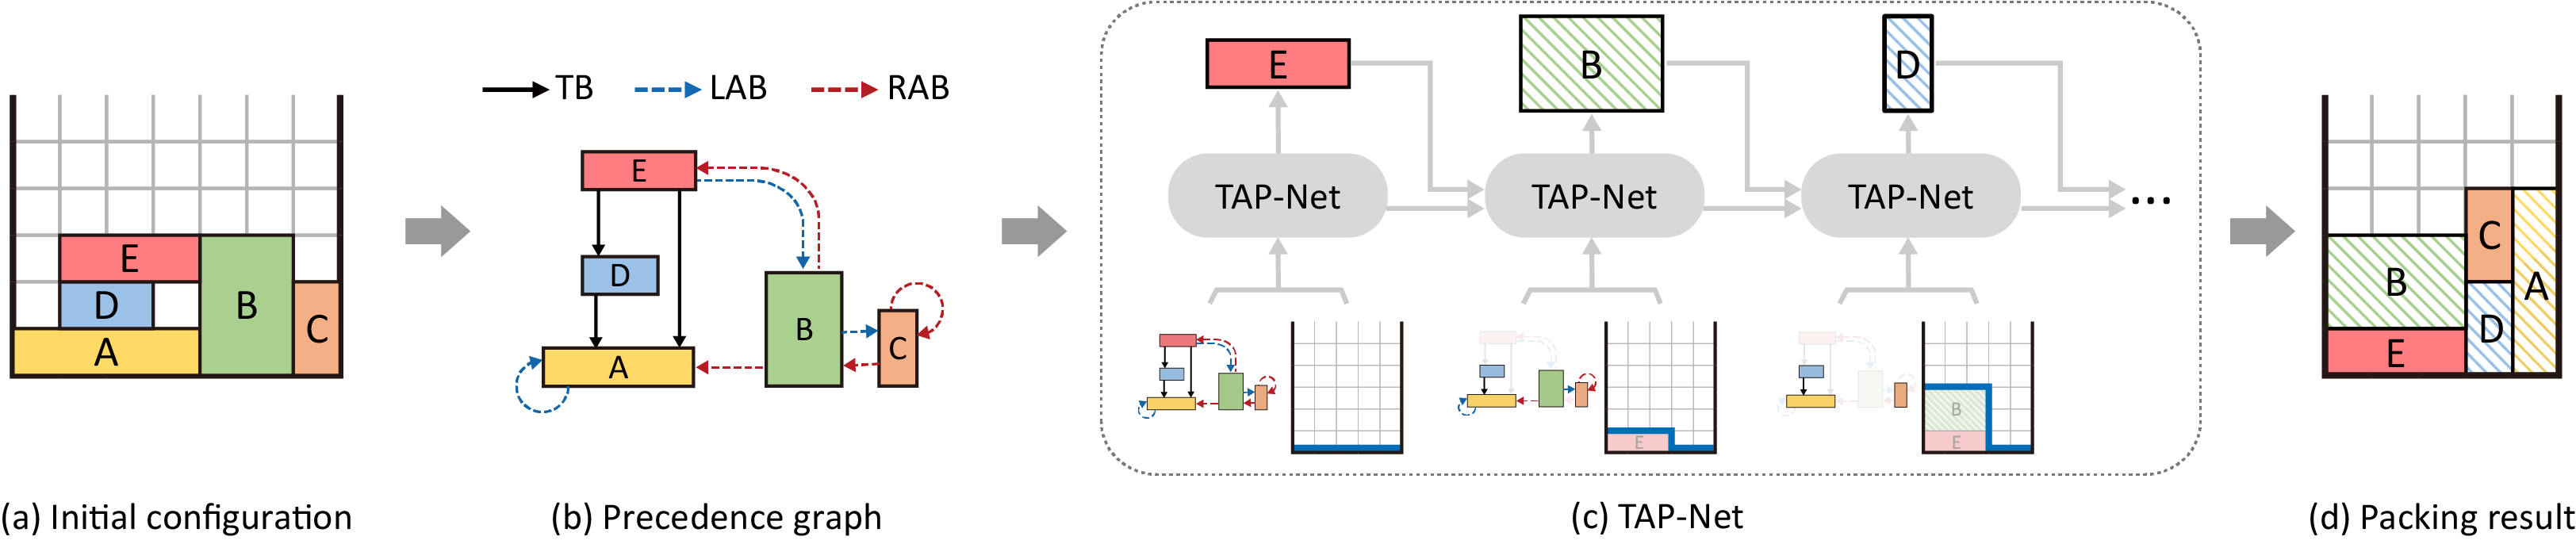 E
D
B
A
C
TB
LAB
RAB
E
D
B
C
A
E
B
D
TAP-Net
TAP-Net
TAP-Net
...
E
B
E
C
B
A
D
E
(a) Initial configuration
(b) Precedence graph
(c) TAP-Net
(d) Packing result